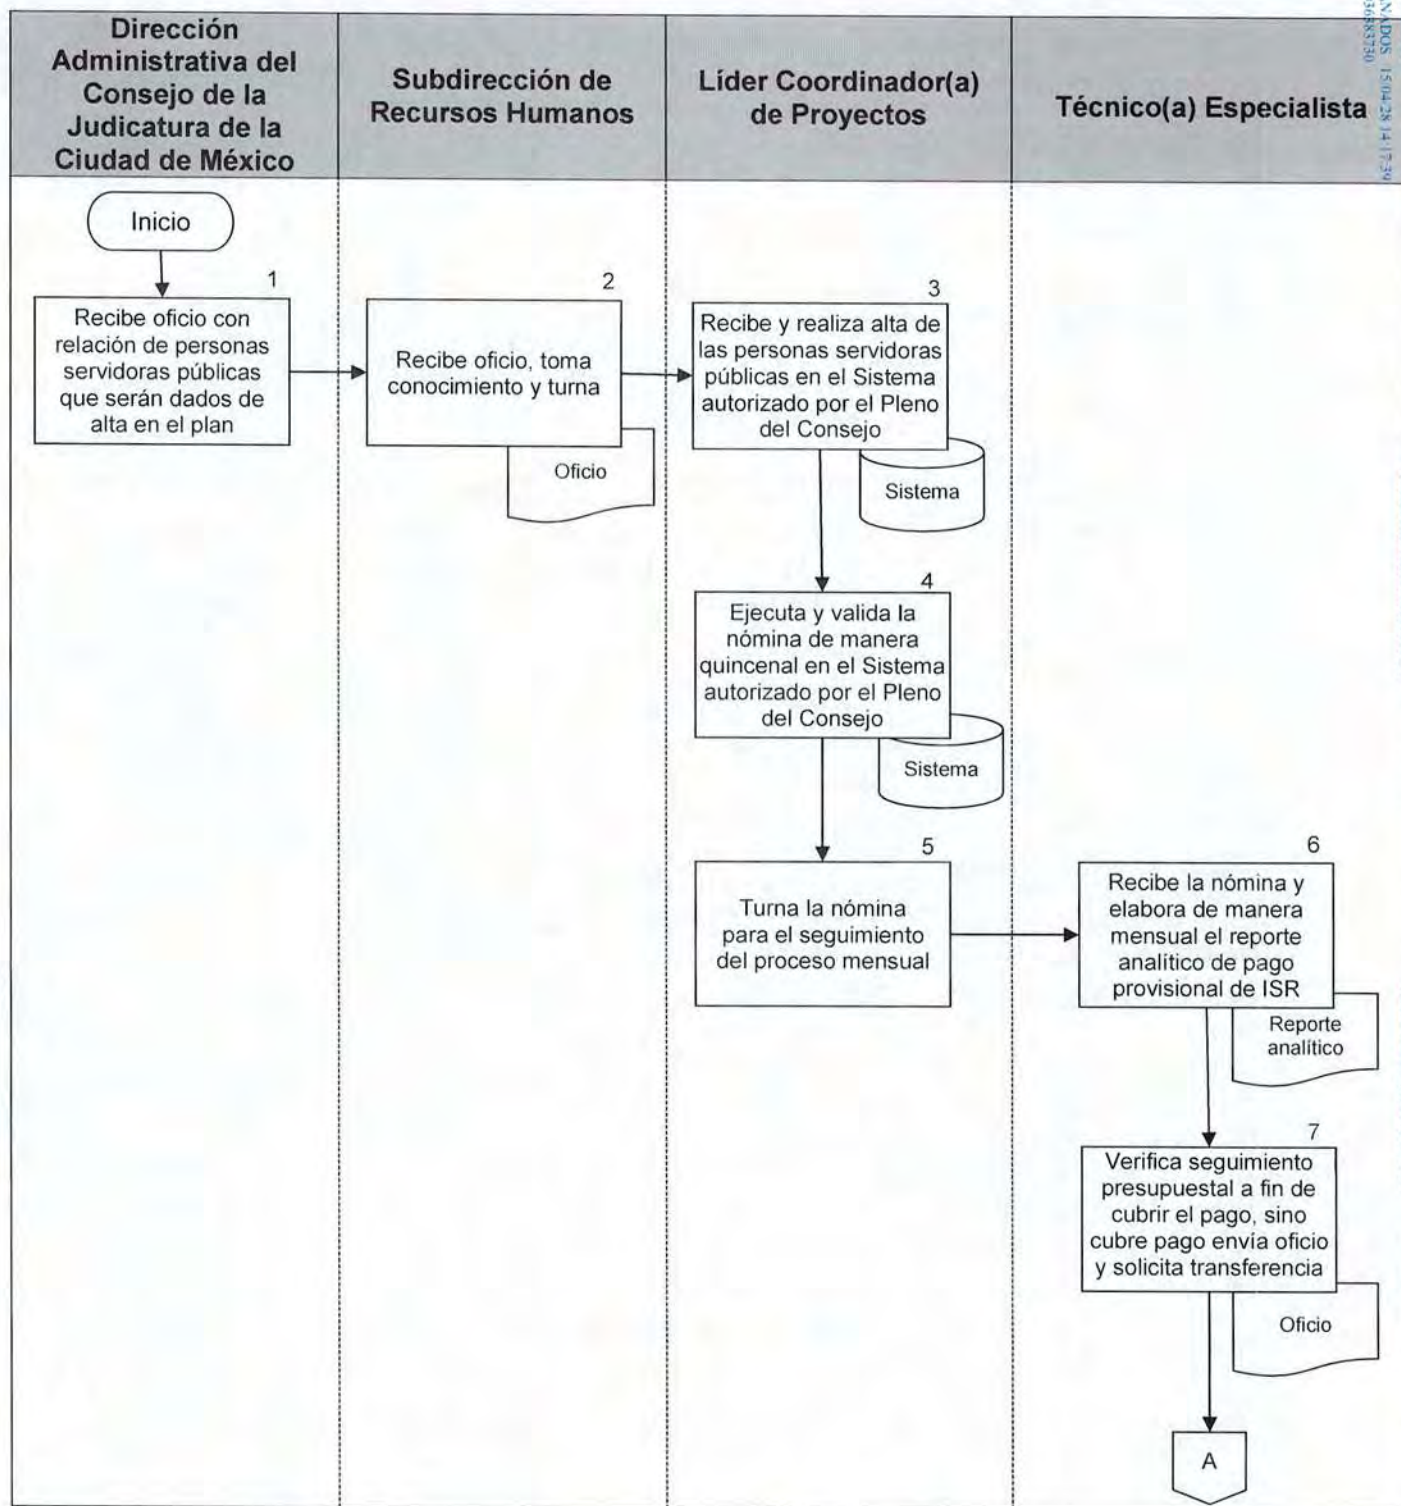 Dirección
Administrativa del
Consejo de la
Judicatura de la
Ciudad de México
Subdirección de
Recursos Humanos
Líder Coordinador(a)
de Proyectos
Técnico(a) Especialista
15:04:28 14:17:39
Inicio
1
Recibe oficio con
relación de personas
servidoras públicas
que serán dados de
alta en el plan
2
Recibe oficio, toma
conocimiento y turna
Oficio
3
Recibe y realiza alta de
las personas servidoras
públicas en el Sistema
autorizado por el Pleno
del Consejo
Sistema
4
Ejecuta y valida la
nómina de manera
quincenal en el Sistema
autorizado por el Pleno
del Consejo
Sistema
5
Turna la nómina
para el seguimiento
del proceso mensual
6
Recibe la nómina y
elabora de manera
mensual el reporte
analítico de pago
provisional de ISR
Reporte
analítico
7
Verifica seguimiento
presupuestal a fin de
cubrir el pago, sino
cubre pago envía oficio
y solicita transferencia
Oficio
A